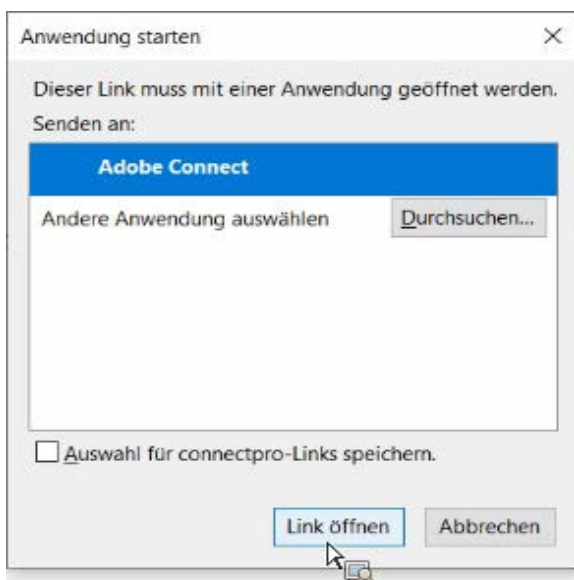 Anwendung starten
Dieser Link muss mit einer Anwendung geöffnet werden.
Senden an:
Adobe Connect
Andere Anwendung auswählen Durchsuchen...
Auswahl für connectpro-Links speichern.
Link öffnen Abbrechen